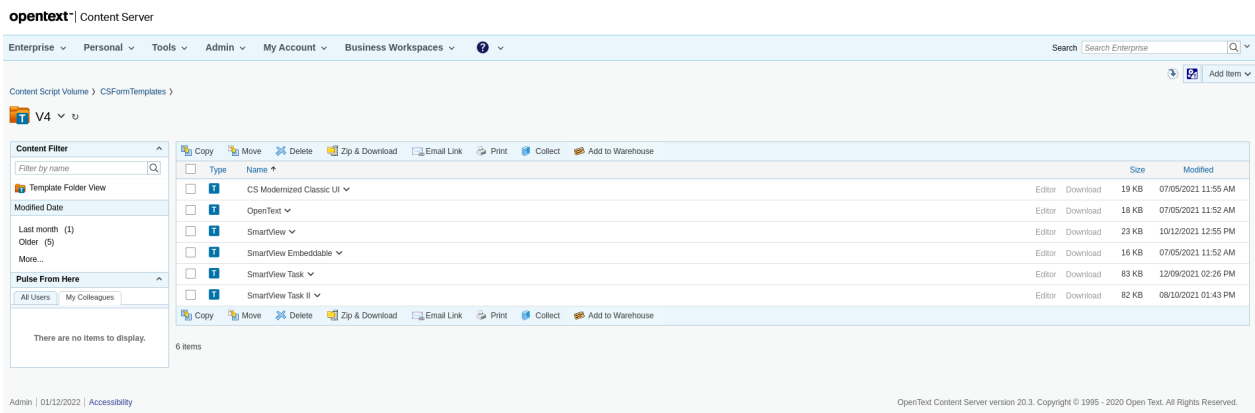 opentext™ | Content Server
Enterprise Personal Tools Admin My Account Business Workspaces ? Search Search Enterprise
Add Item
Content Script Volume › CSFormTemplates ›
V4
Content Filter
Filter by name
Template Folder View
Modified Date
Last month (1)
Older (5)
More...
Pulse From Here
All Users My Colleagues
There are no items to display.
Copy Move Delete Zip & Download Email Link Print Collect Add to Warehouse
Type Name Size Modified
T CS Modernized Classic UI Editor Download 19 KB 07/05/2021 11:55 AM
T OpenText Editor Download 18 KB 07/05/2021 11:52 AM
T SmartView Editor Download 23 KB 10/12/2021 12:55 PM
T SmartView Embeddable Editor Download 16 KB 07/05/2021 11:52 AM
T SmartView Task Editor Download 83 KB 12/09/2021 02:26 PM
T SmartView Task II Editor Download 82 KB 08/10/2021 01:43 PM
Copy Move Delete Zip & Download Email Link Print Collect Add to Warehouse
6 items
Admin | 01/12/2022 | Accessibility OpenText Content Server version 20.3. Copyright © 1995 - 2020 Open Text. All Rights Reserved.